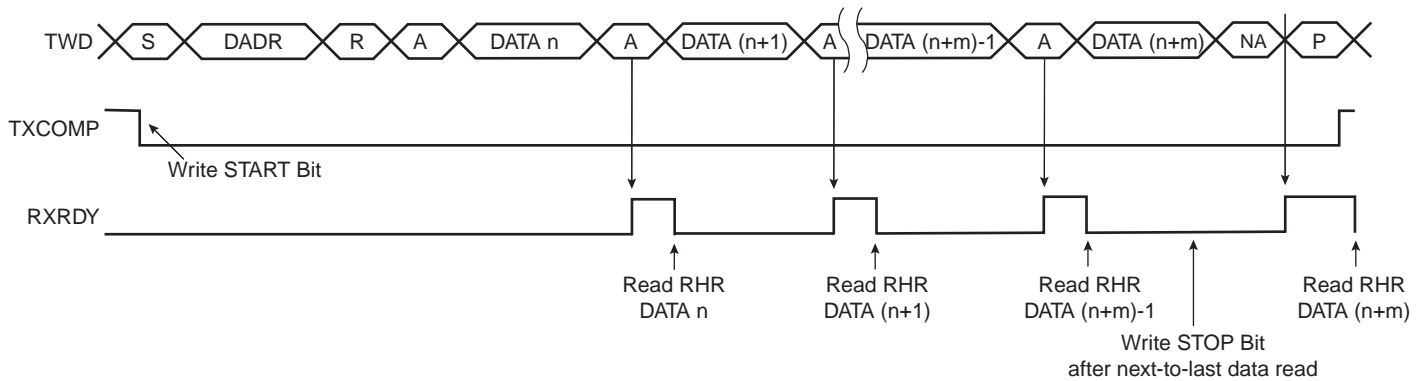 TWD S DADR R A DATA n A DATA (n+1) A DATA (n+m)-1 A DATA (n+m) NA P
TXCOMP
Write START Bit
RXRDY
Read RHR Read RHR Read RHR Read RHR
DATA n DATA (n+1) DATA (n+m)-1 DATA (n+m)
Write STOP Bit
after next-to-last data read